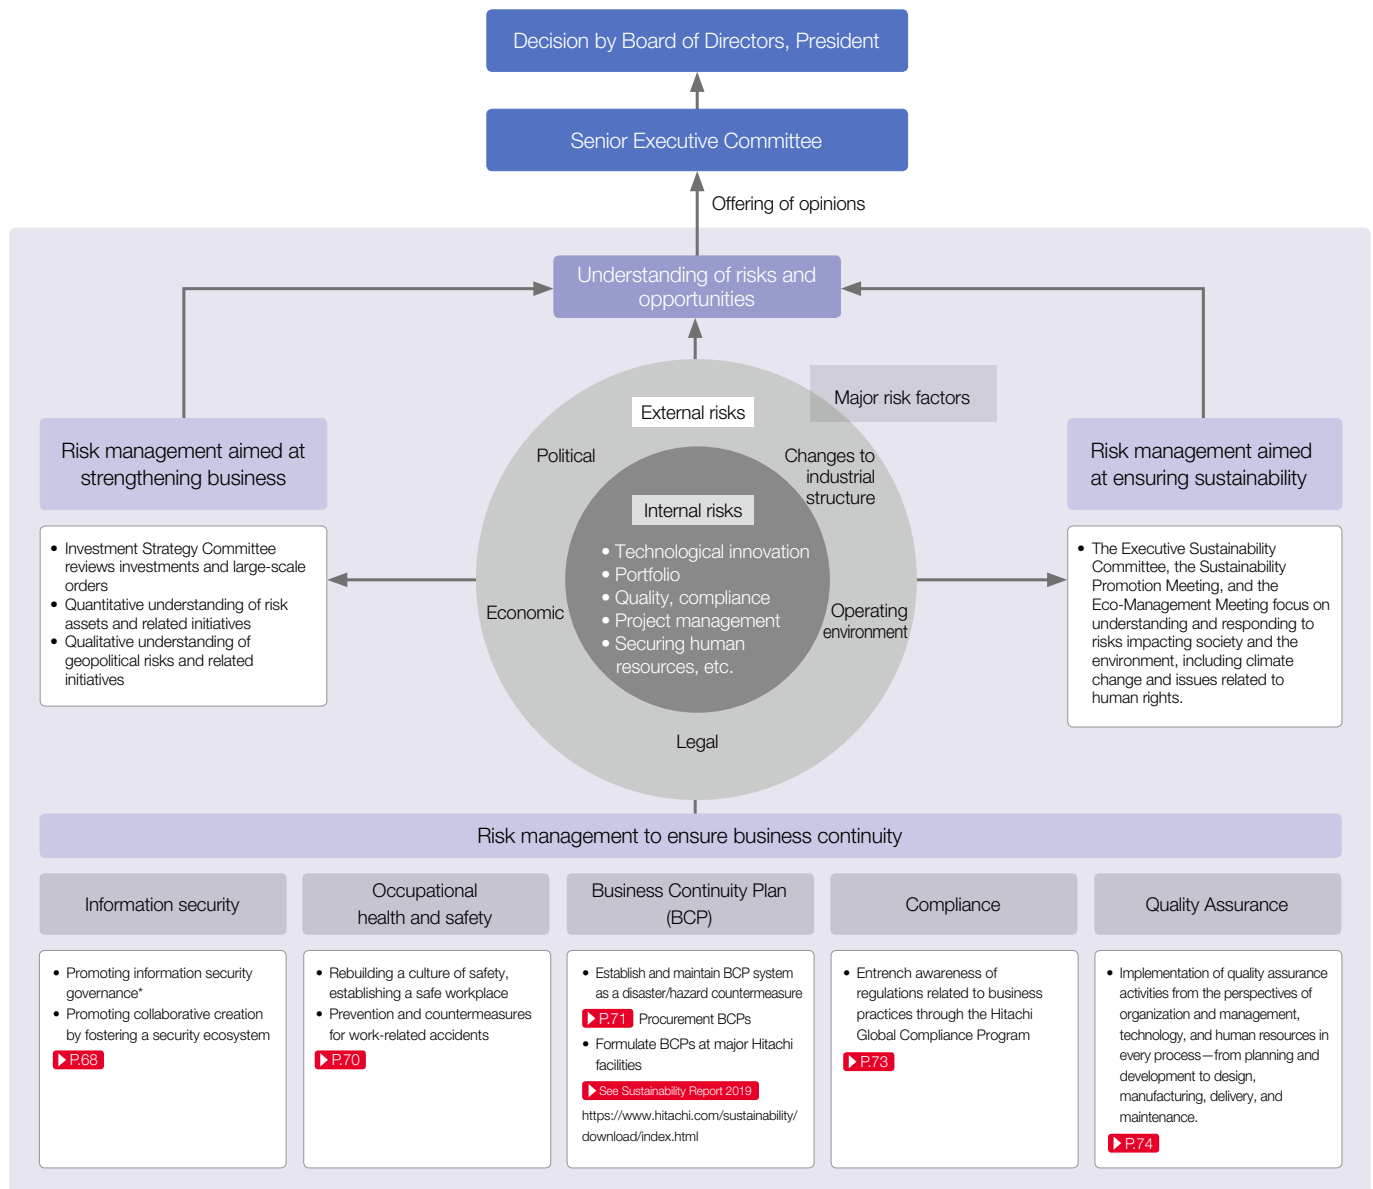 Decision by Board of Directors, President
Senior Executive Committee
Offering of opinions
Understanding of risks and
opportunities
Major risk factors
External risks
Political
Changes to
industrial
structure
Economic
Operating
environment
Legal
Internal risks
• Technological innovation
• Portfolio
• Quality, compliance
• Project management
• Securing human
resources, etc.
Risk management aimed at
strengthening business
• Investment Strategy Committee
reviews investments and large-scale
orders
• Quantitative understanding of risk
assets and related initiatives
• Qualitative understanding of
geopolitical risks and related
initiatives
Risk management aimed
at ensuring sustainability
• The Executive Sustainability
Committee, the Sustainability
Promotion Meeting, and the
Eco-Management Meeting focus on
understanding and responding to
risks impacting society and the
environment, including climate
change and issues related to
human rights.
Risk management to ensure business continuity
Information security
• Promoting information security
governance*
• Promoting collaborative creation
by fostering a security ecosystem
P.68
Occupational
health and safety
• Rebuilding a culture of safety,
establishing a safe workplace
• Prevention and countermeasures
for work-related accidents
P.70
Business Continuity Plan
(BCP)
• Establish and maintain BCP system
as a disaster/hazard countermeasure
P.71 Procurement BCPs
• Formulate BCPs at major Hitachi
facilities
See Sustainability Report 2019
https://www.hitachi.com/sustainability/
download/index.html
Compliance
• Entrench awareness of
regulations related to business
practices through the Hitachi
Global Compliance Program
P.73
Quality Assurance
• Implementation of quality assurance
activities from the perspectives of
organization and management,
technology, and human resources in
every process—from planning and
development to design,
manufacturing, delivery, and
maintenance.
P.74